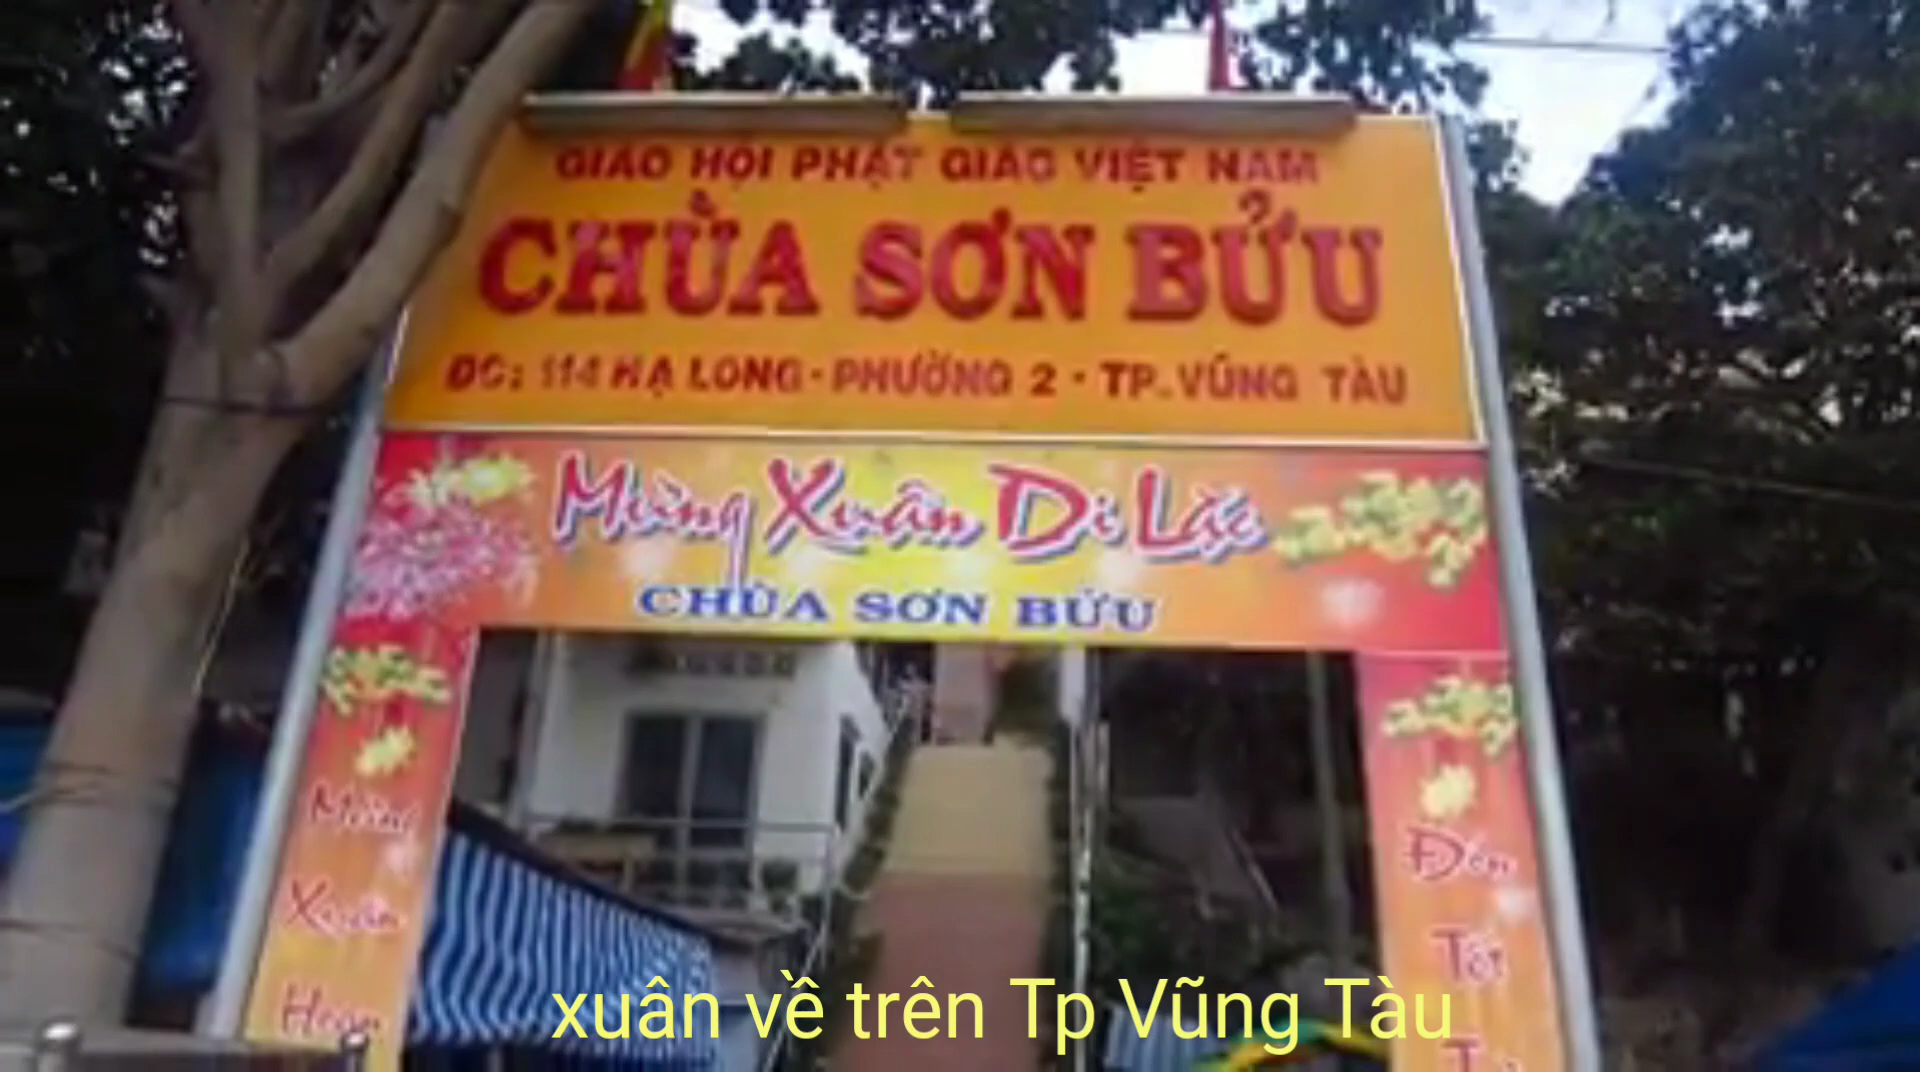 GIÁO HỘI PHẬT GIÁO VIỆT NAM
CHÙA SƠN BỬU
ĐC: 114 HẠ LONG - PHƯỜNG 2 - TP. VŨNG TÀU
Mừng Xuân Di Lặc
CHÙA SƠN BỬU
Mừng
Xuân
Hoan
Đón
Tết
xuân về trên Tp Vũng Tàu